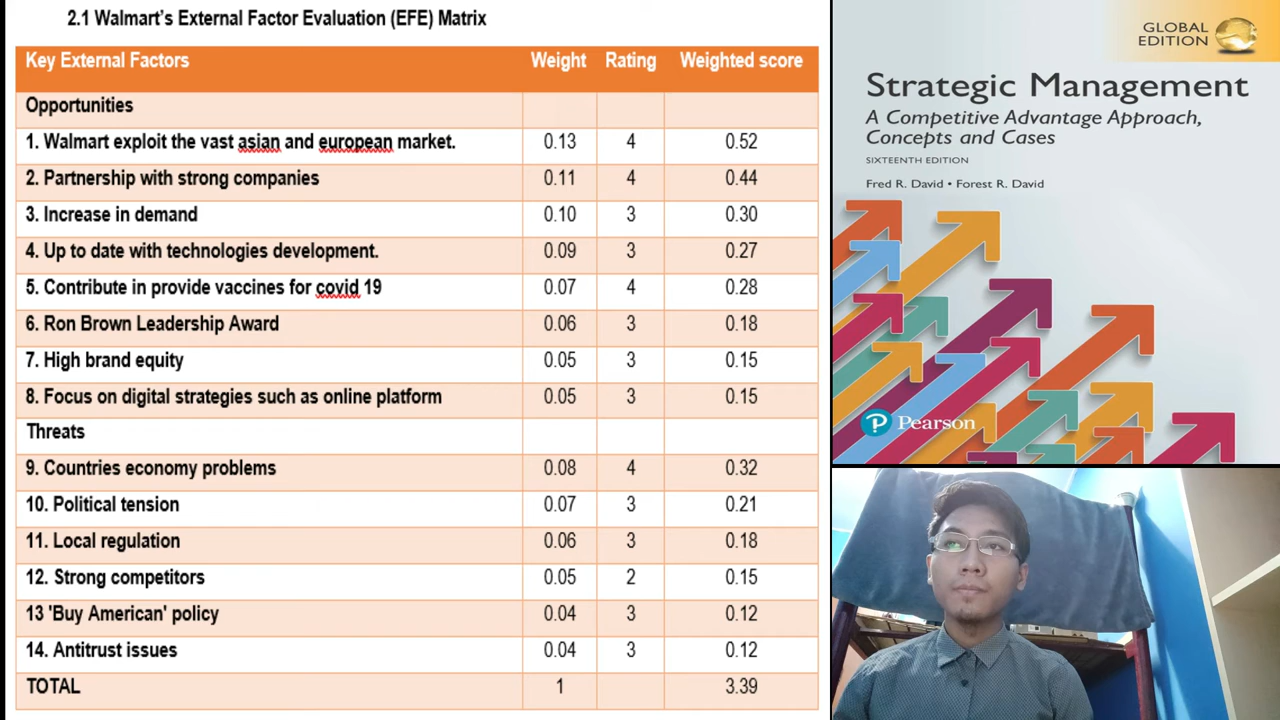 2.1 Walmart's External Factor Evaluation (EFE) Matrix
Key External Factors Weight Rating Weighted score
Opportunities
1. Walmart exploit the vast asian and european market. 0.13 4 0.52
2. Partnership with strong companies 0.11 4 0.44
3. Increase in demand 0.10 3 0.30
4. Up to date with technologies development. 0.09 3 0.27
5. Contribute in provide vaccines for covid 19 0.07 4 0.28
6. Ron Brown Leadership Award 0.06 3 0.18
7. High brand equity 0.05 3 0.15
8. Focus on digital strategies such as online platform 0.05 3 0.15
Threats
9. Countries economy problems 0.08 4 0.32
10. Political tension 0.07 3 0.21
11. Local regulation 0.06 3 0.18
12. Strong competitors 0.05 2 0.15
13 'Buy American' policy 0.04 3 0.12
14. Antitrust issues 0.04 3 0.12
TOTAL 1 3.39
GLOBAL
EDITION
Strategic Management
A Competitive Advantage Approach,
Concepts and Cases
SIXTEENTH EDITION
Fred R. David • Forest R. David
P Pearson